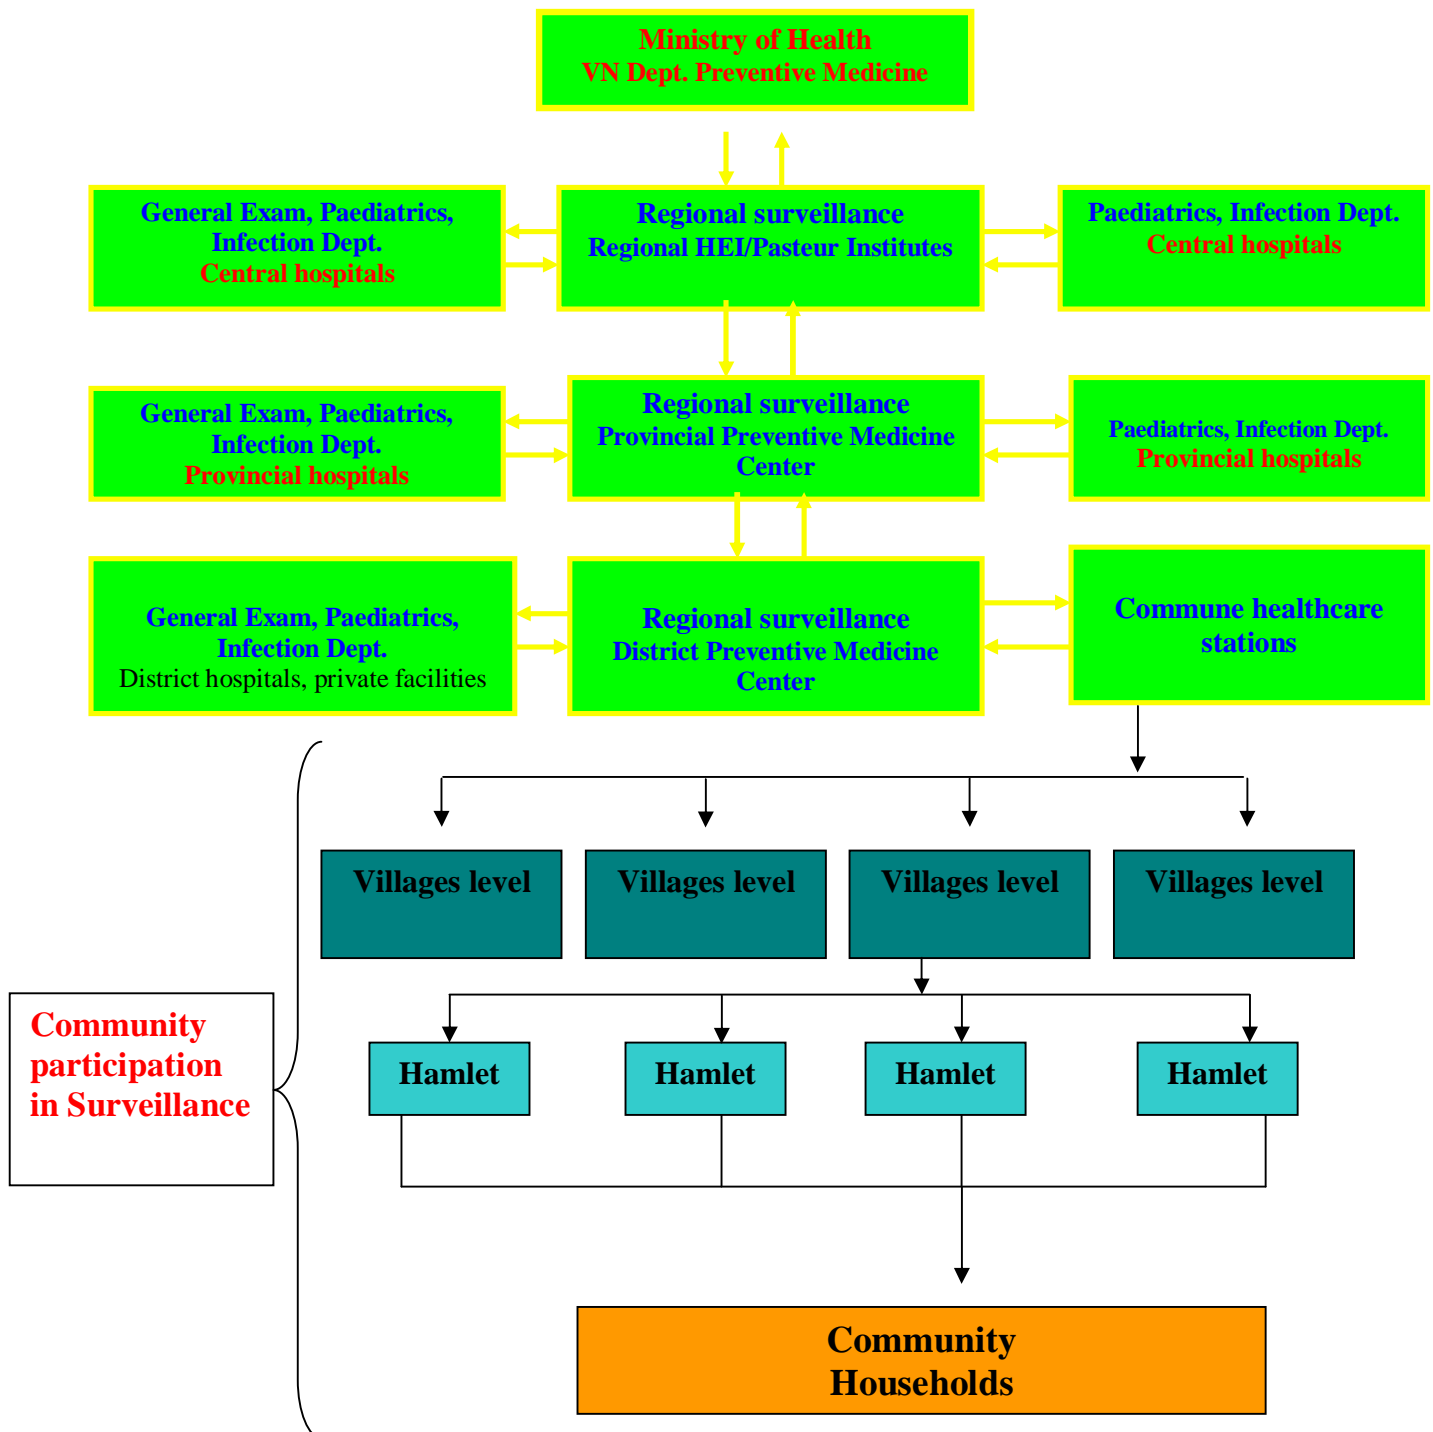 Ministry of Health
VN Dept. Preventive Medicine
General Exam, Paediatrics,
Infection Dept.
Central hospitals
Regional surveillance
Regional HEI/Pasteur Institutes
Paediatrics, Infection Dept.
Central hospitals
General Exam, Paediatrics,
Infection Dept.
Provincial hospitals
Regional surveillance
Provincial Preventive Medicine
Center
Paediatrics, Infection Dept.
Provincial hospitals
General Exam, Paediatrics,
Infection Dept.
District hospitals, private facilities
Regional surveillance
District Preventive Medicine
Center
Commune healthcare
stations
Villages level
Villages level
Villages level
Villages level
Community
participation
in Surveillance
Hamlet
Hamlet
Hamlet
Hamlet
Community
Households